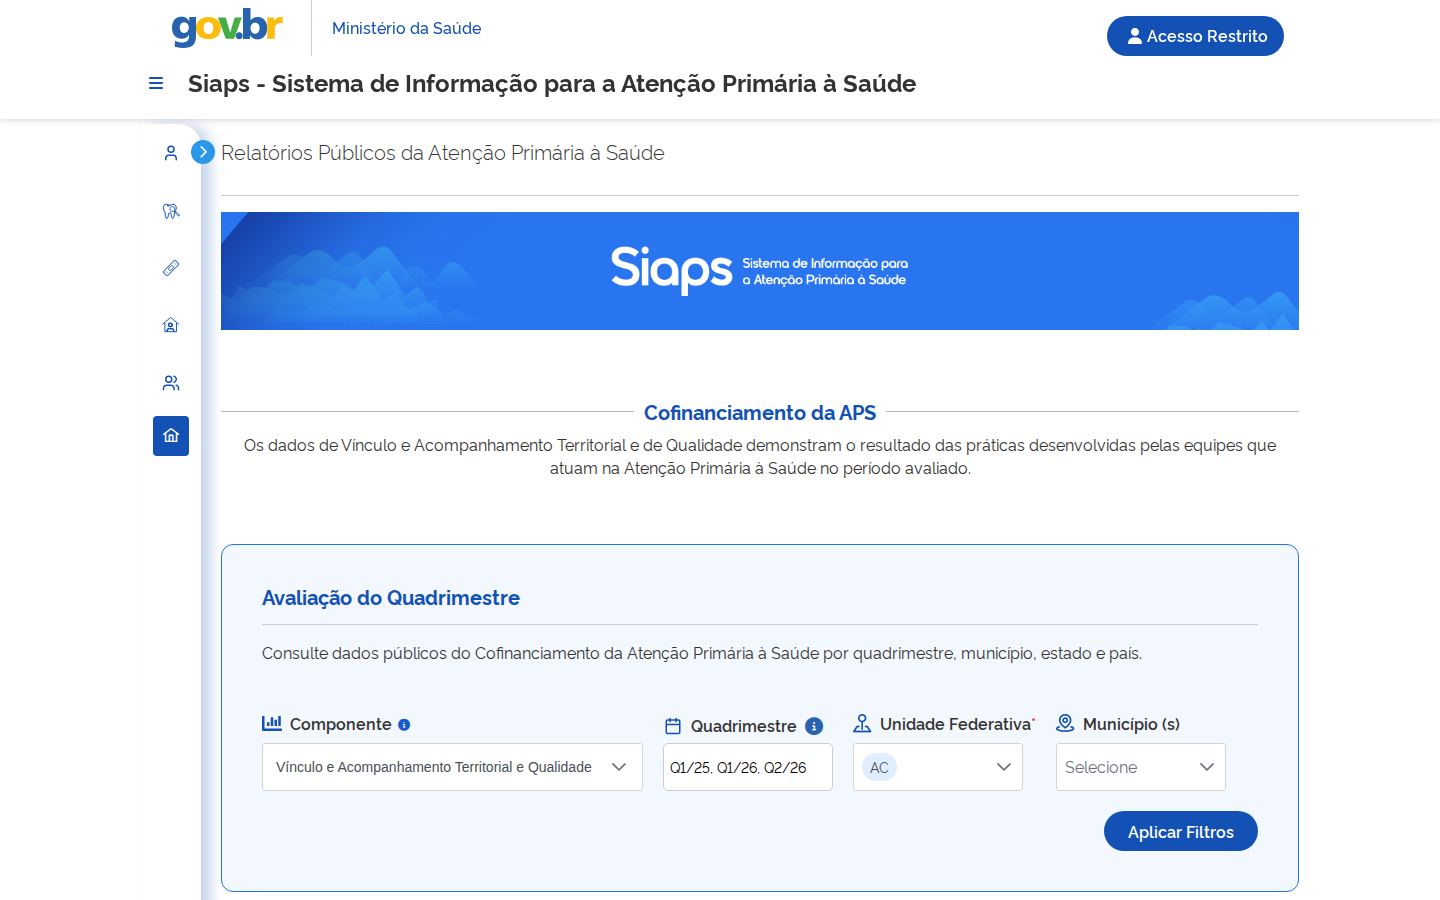 gov.br
Ministério da Saúde
Acesso Restrito
Siaps - Sistema de Informação para a Atenção Primária à Saúde
Relatórios Públicos da Atenção Primária à Saúde
Siaps
Sistema de Informação para
a Atenção Primária à Saúde
Cofinanciamento da APS
Os dados de Vínculo e Acompanhamento Territorial e de Qualidade demonstram o resultado das práticas desenvolvidas pelas equipes que
atuam na Atenção Primária à Saúde no período avaliado.
Avaliação do Quadrimestre
Consulte dados públicos do Cofinanciamento da Atenção Primária à Saúde por quadrimestre, município, estado e país.
Componente
Quadrimestre
Unidade Federativa*
Município (s)
Vínculo e Acompanhamento Territorial e Qualidade
Q1/25, Q1/26, Q2/26
AC
Selecione
Aplicar Filtros